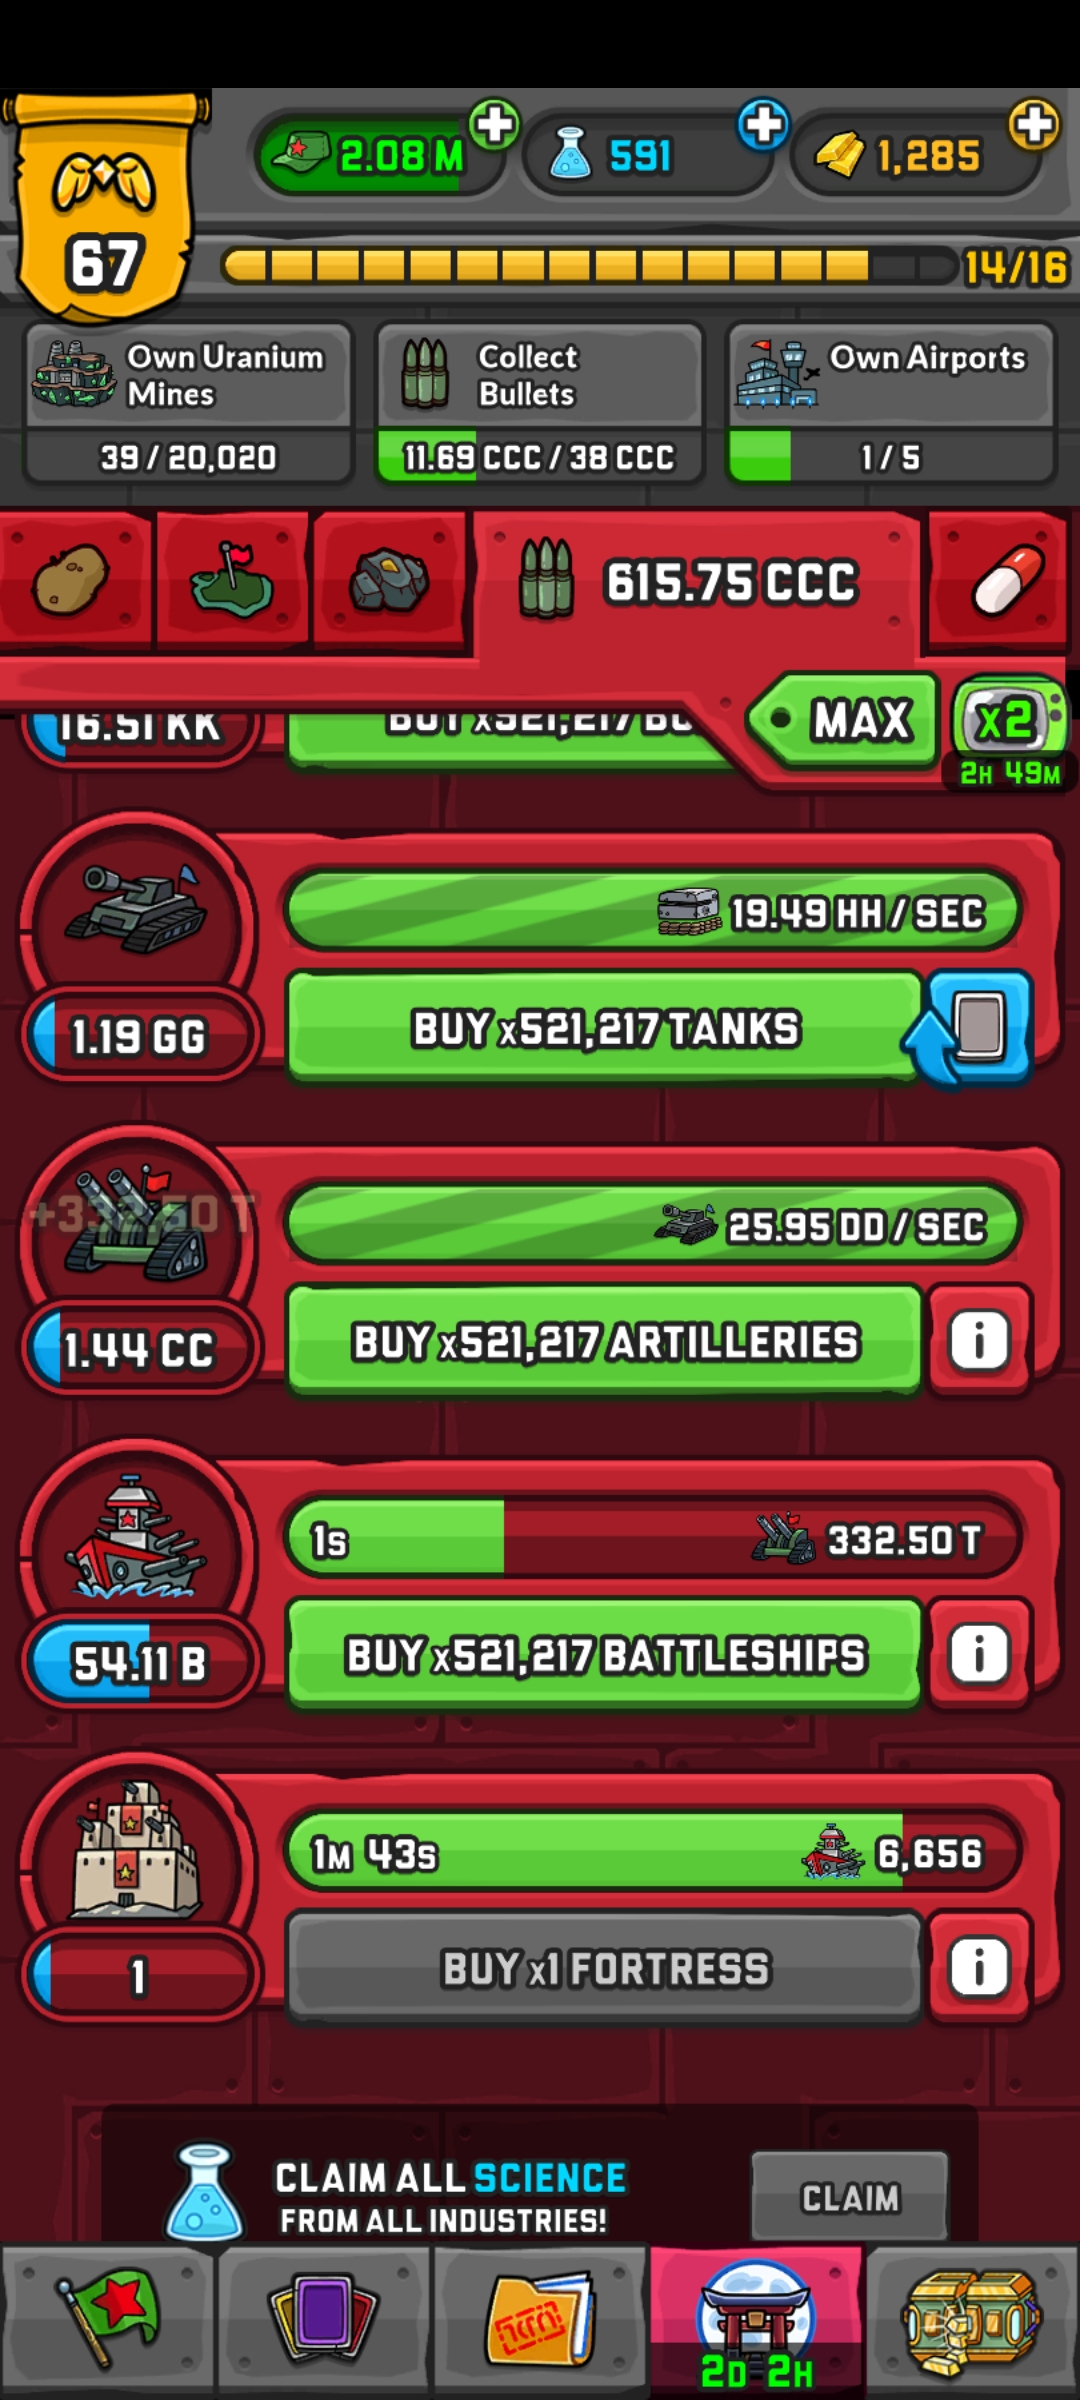 2.08 M
591
1,285
67
14/16
Own Uranium
Mines
39 / 20,020
Collect
Bullets
11.69 CCC / 38 CCC
Own Airports
1 / 5
615.75 CCC
MAX
x2
2H 49M
16.51 KK
BUY x521,217
19.49 HH / SEC
1.19 GG
BUY x521,217 TANKS
+332.50 T
25.95 DD / SEC
1.44 CC
BUY x521,217 ARTILLERIES
i
1s
332.50 T
54.11 B
BUY x521,217 BATTLESHIPS
i
1M 43s
6,656
1
BUY x1 FORTRESS
i
CLAIM ALL SCIENCE
FROM ALL INDUSTRIES!
CLAIM
2D 2H